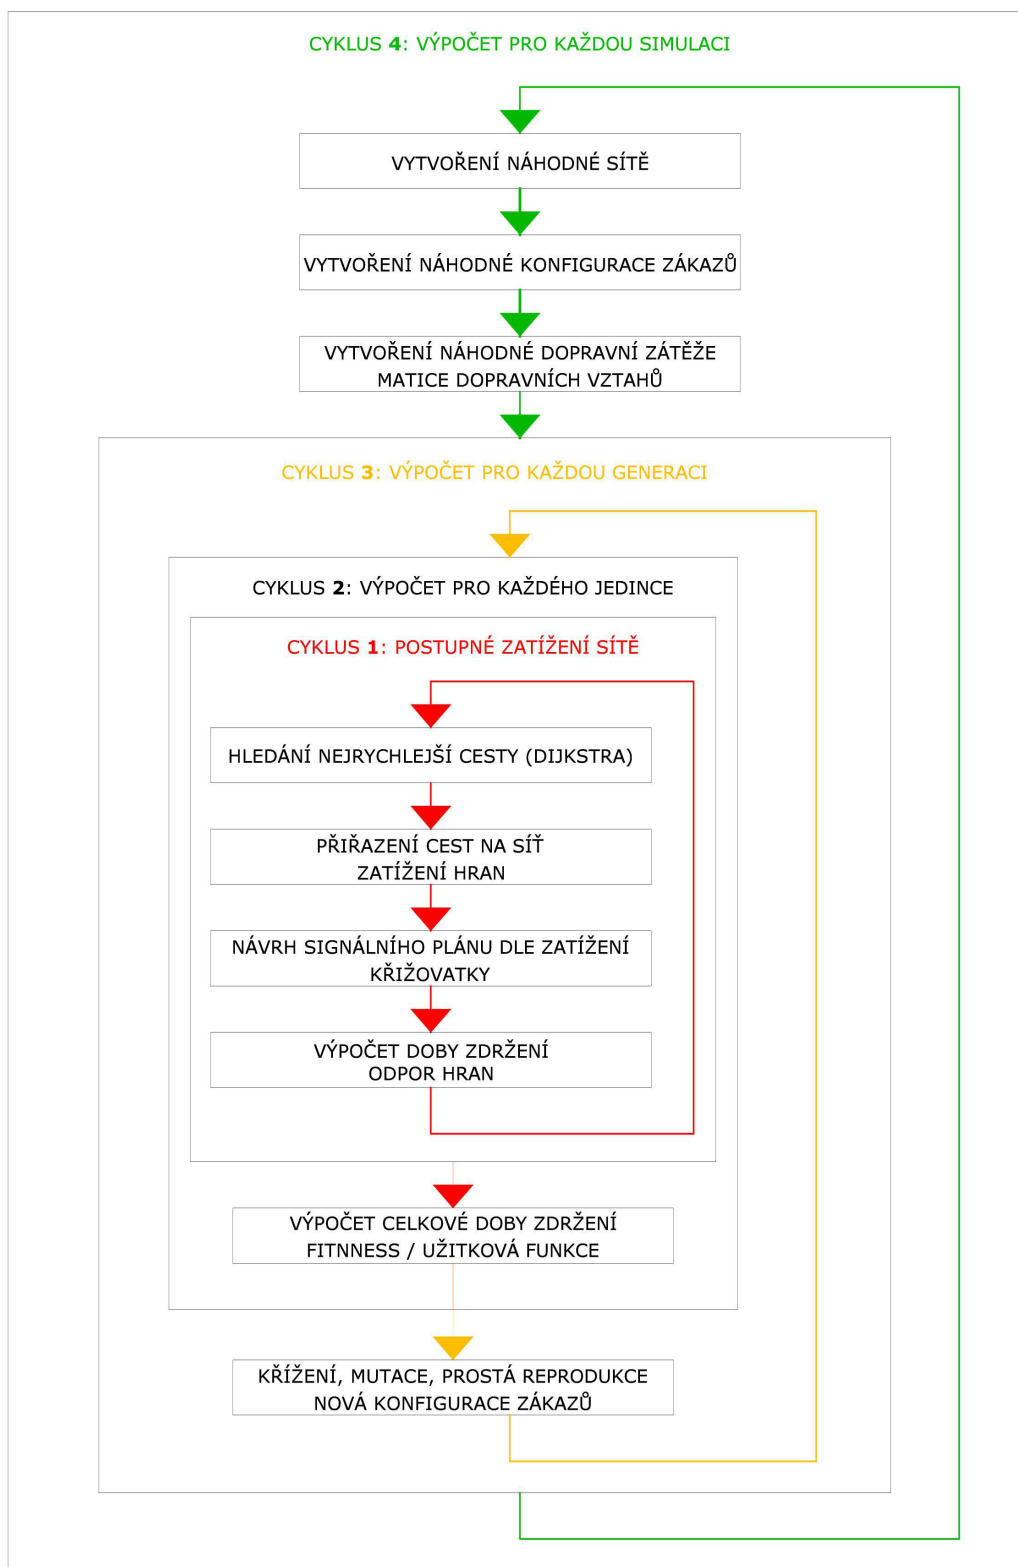 CYKLUS 4: VÝPOČET PRO KAŽDOU SIMULACI
VYTVOŘENÍ NÁHODNÉ SÍTĚ
VYTVOŘENÍ NÁHODNÉ KONFIGURACE ZÁKAZŮ
VYTVOŘENÍ NÁHODNÉ DOPRAVNÍ ZÁTĚŽE
MATICE DOPRAVNÍCH VZTAHŮ
CYKLUS 3: VÝPOČET PRO KAŽDOU GENERACI
CYKLUS 2: VÝPOČET PRO KAŽDÉHO JEDINCE
CYKLUS 1: POSTUPNÉ ZATÍŽENÍ SÍTĚ
HLEDÁNÍ NEJRYCHLEJŠÍ CESTY (DIJKSTRA)
PŘIŘAZENÍ CEST NA SÍŤ
ZATÍŽENÍ HRAN
NÁVRH SIGNÁLNÍHO PLÁNU DLE ZATÍŽENÍ
KŘIŽOVATKY
VÝPOČET DOBY ZDRŽENÍ
ODPOR HRAN
VÝPOČET CELKOVÉ DOBY ZDRŽENÍ
FITNNESS / UŽITKOVÁ FUNKCE
KŘÍŽENÍ, MUTACE, PROSTÁ REPRODUKCE
NOVÁ KONFIGURACE ZÁKAZŮ